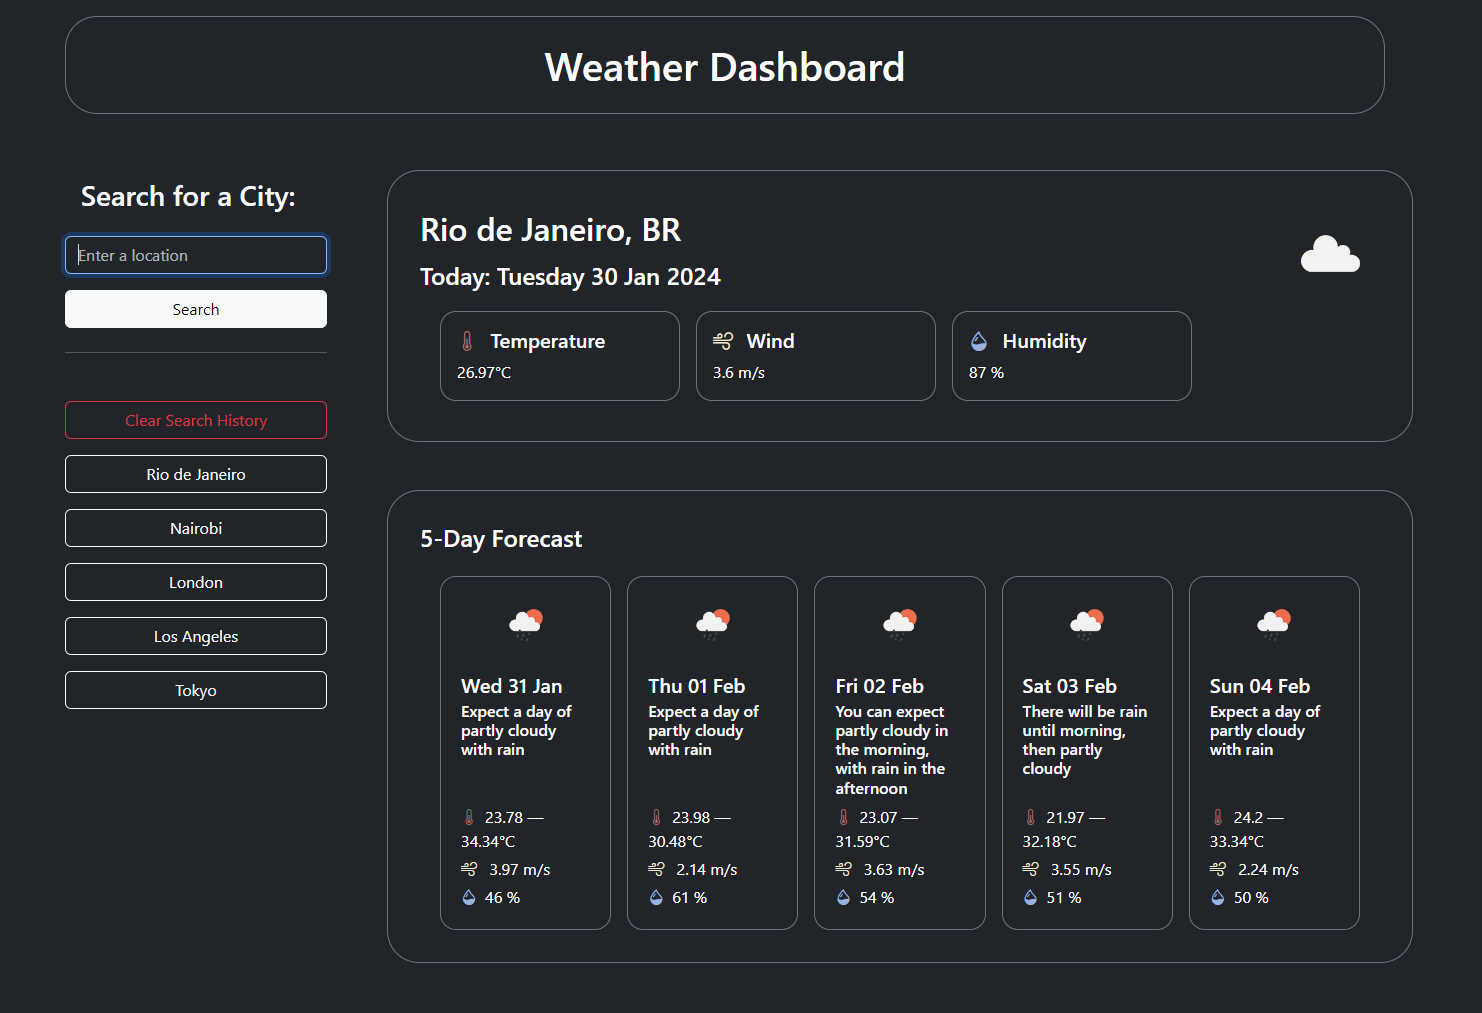 Weather Dashboard
Search for a City:
Enter a location
Search
Clear Search History
Rio de Janeiro
Nairobi
London
Los Angeles
Tokyo
Rio de Janeiro, BR
Today: Tuesday 30 Jan 2024
Temperature
26.97°C
Wind
3.6 m/s
Humidity
87 %
5-Day Forecast
Wed 31 Jan
Expect a day of
partly cloudy
with rain
23.78 —
34.34°C
3.97 m/s
46 %
Thu 01 Feb
Expect a day of
partly cloudy
with rain
23.98 —
30.48°C
2.14 m/s
61 %
Fri 02 Feb
You can expect
partly cloudy in
the morning,
with rain in the
afternoon
23.07 —
31.59°C
3.63 m/s
54 %
Sat 03 Feb
There will be rain
until morning,
then partly
cloudy
21.97 —
32.18°C
3.55 m/s
51 %
Sun 04 Feb
Expect a day of
partly cloudy
with rain
24.2 —
33.34°C
2.24 m/s
50 %